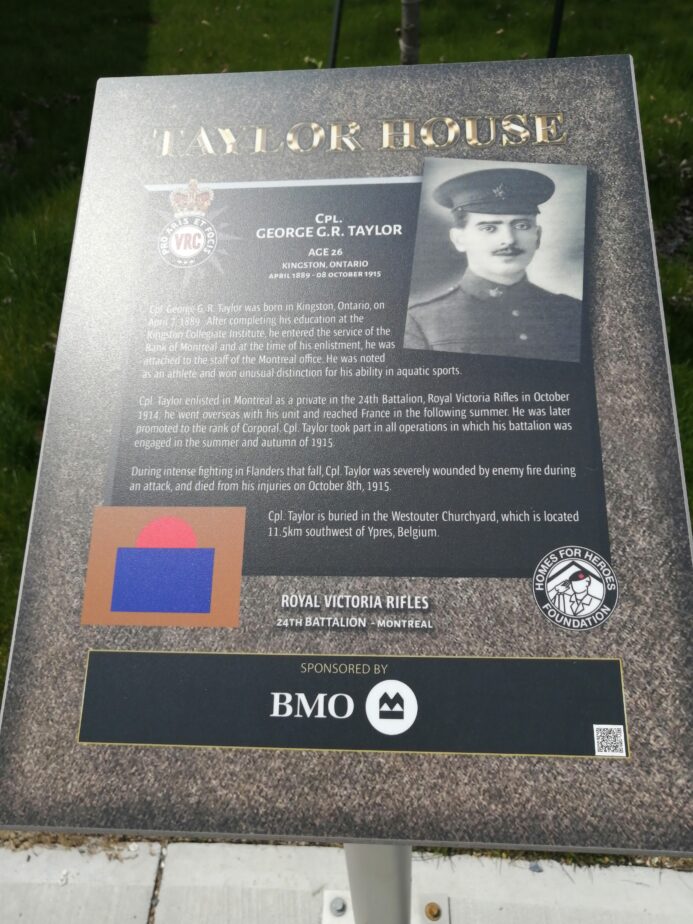 TAYLOR HOUSE
PRO ARIS ET FOCIS
VRC
CPL.
GEORGE G.R. TAYLOR
AGE 26
KINGSTON, ONTARIO
APRIL 1889 - 08 OCTOBER 1915
Cpl George G. R. Taylor was born in Kingston, Ontario, on
April 7, 1889. After completing his education at the
Kingston Collegiate Institute, he entered the service of the
Bank of Montreal and at the time of his enlistment, he was
attached to the staff of the Montreal office. He was noted
as an athlete and won unusual distinction for his ability in aquatic sports.
Cpl. Taylor enlisted in Montreal as a private in the 24th Battalion, Royal Victoria Rifles in October
1914; he went overseas with his unit and reached France in the following summer. He was later
promoted to the rank of Corporal. Cpl. Taylor took part in all operations in which his battalion was
engaged in the summer and autumn of 1915.
During intense fighting in Flanders that fall, Cpl. Taylor was severely wounded by enemy fire during
an attack, and died from his injuries on October 8th, 1915.
Cpl. Taylor is buried in the Westouter Churchyard, which is located
11.5km southwest of Ypres, Belgium.
HOMES FOR HEROES
FOUNDATION
ROYAL VICTORIA RIFLES
24TH BATTALION - MONTREAL
SPONSORED BY
BMO